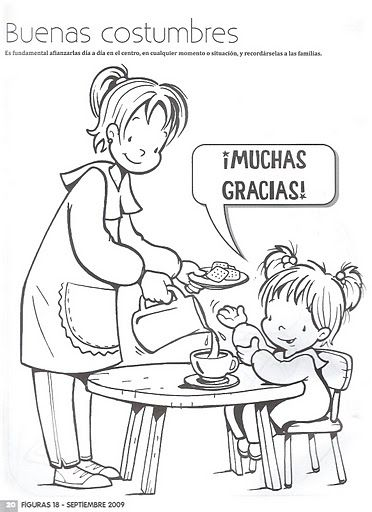 Buenas costumbres
Es fundamental afianzarlas día a día en el centro, en cualquier momento o situación, y recordárselas a las familias.
¡MUCHAS
GRACIAS!
20 FIGURAS 18 - SEPTIEMBRE 2009